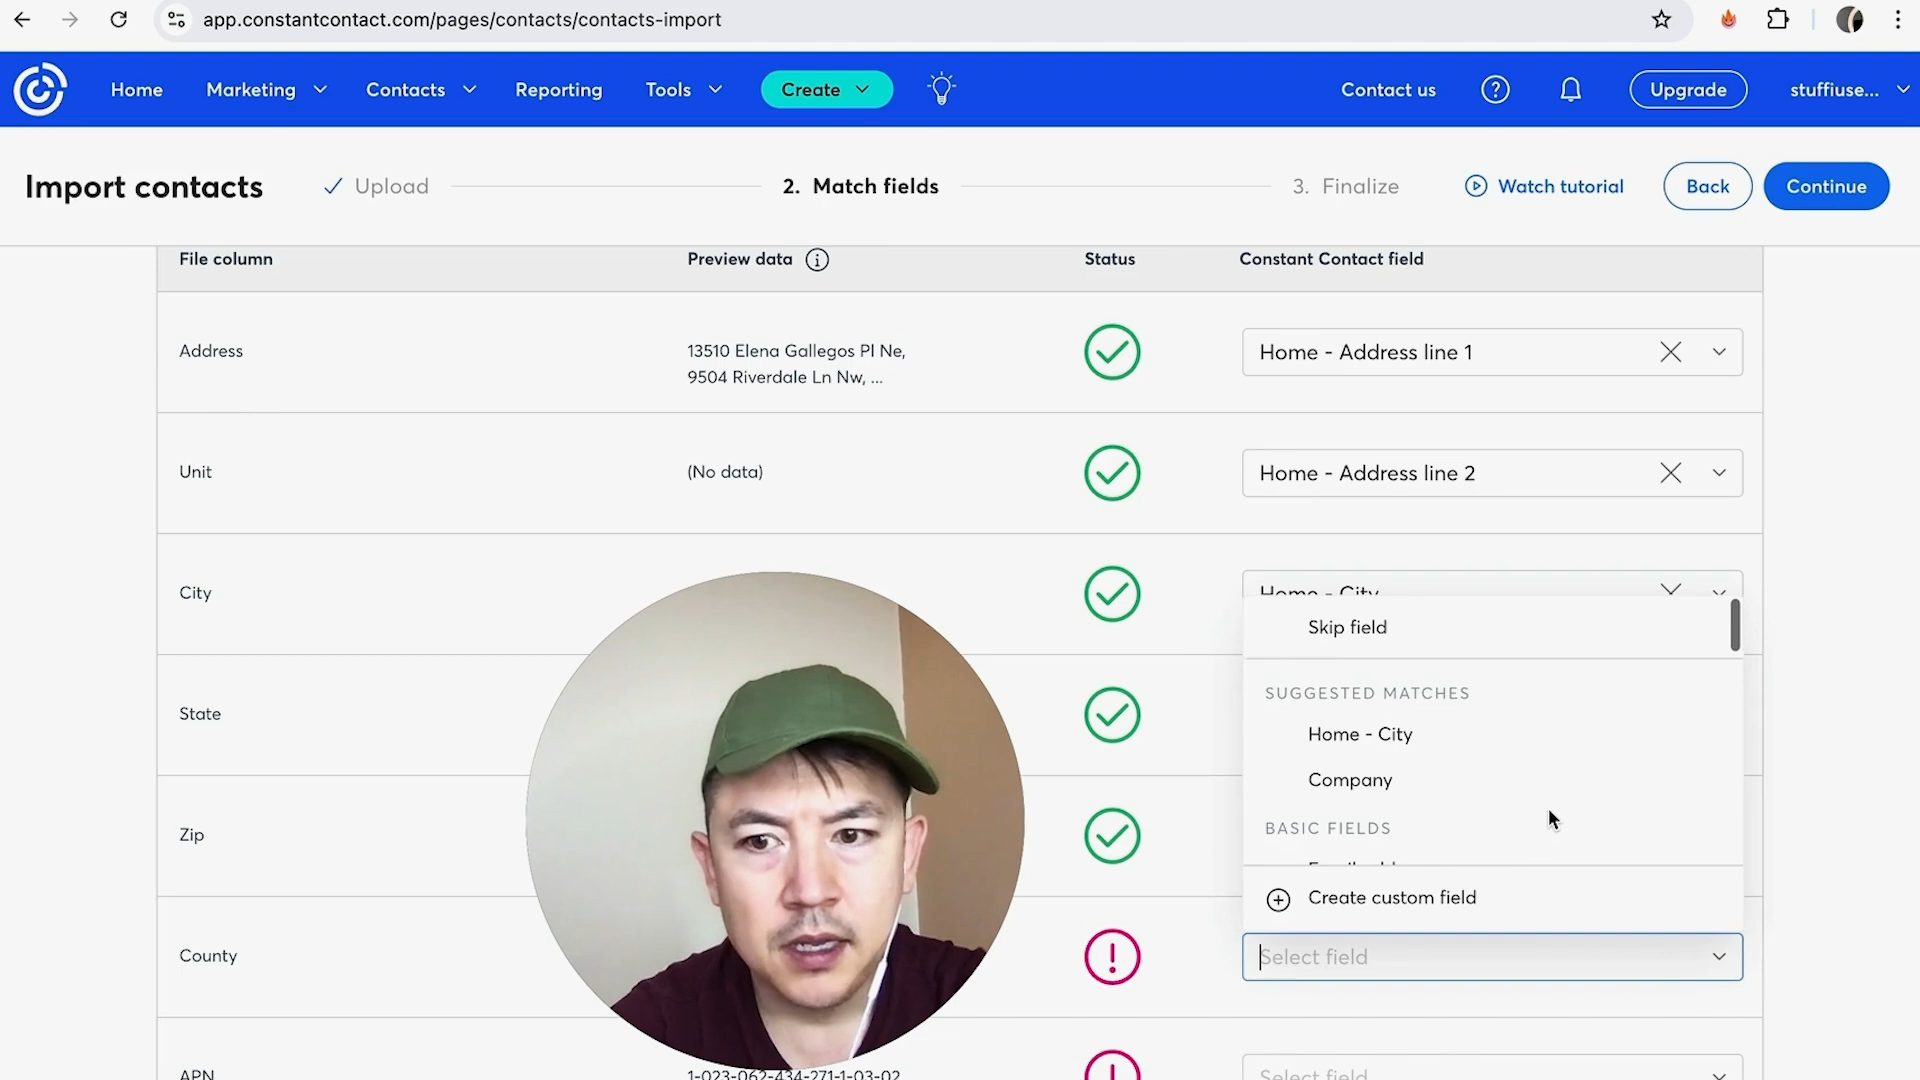 app.constantcontact.com/pages/contacts/contacts-import
Home
Marketing
Contacts
Reporting
Tools
Create
Contact us
Upgrade
stuffiuse...
Import contacts
Upload
2. Match fields
3. Finalize
Watch tutorial
Back
Continue
File column
Preview data
Status
Constant Contact field
Address
13510 Elena Gallegos Pl Ne,
9504 Riverdale Ln Nw, ...
Home - Address line 1
Unit
(No data)
Home - Address line 2
City
Home - City
Skip field
SUGGESTED MATCHES
State
Home - City
Company
Zip
BASIC FIELDS
Create custom field
County
Select field
APN
1-023-062-434-271-1-03-02
Select field